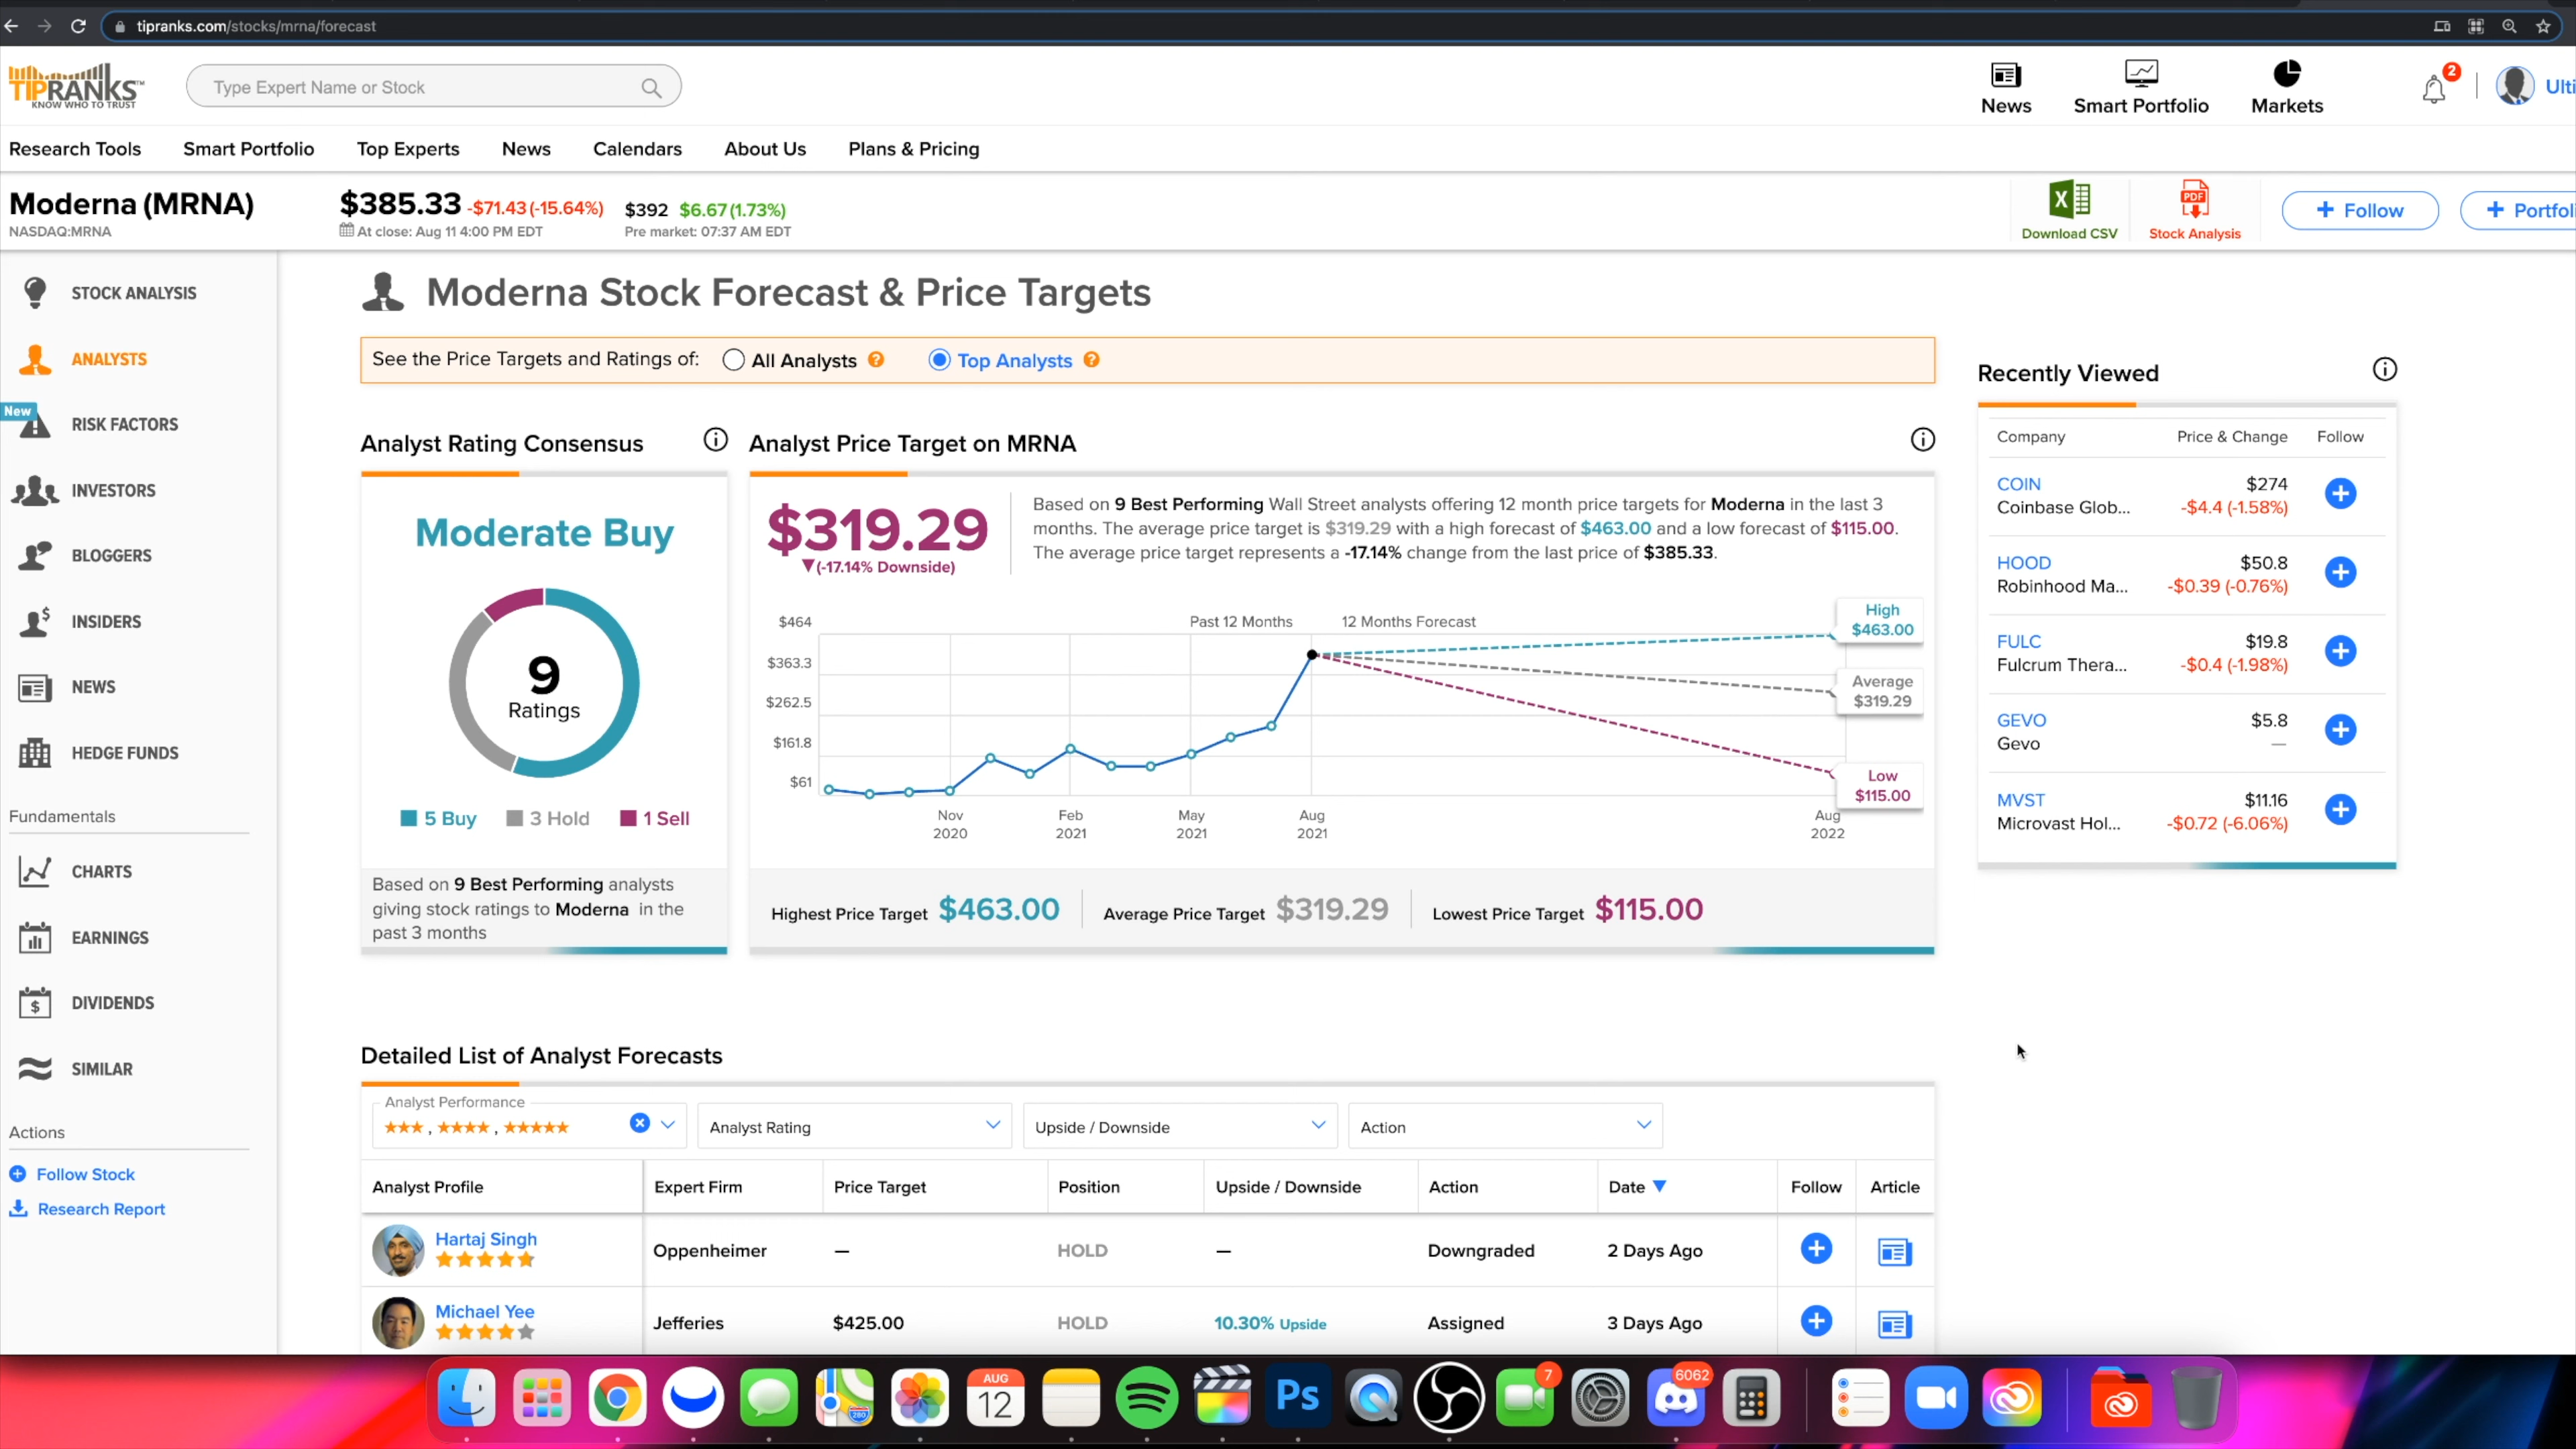 tipranks.com/stocks/mrna/forecast
TIPRANKS™
KNOW WHO TO TRUST
Type Expert Name or Stock
News
Smart Portfolio
Markets
2
Ulti
Research Tools
Smart Portfolio
Top Experts
News
Calendars
About Us
Plans & Pricing
Moderna (MRNA)
NASDAQ:MRNA
$385.33 -$71.43 (-15.64%)
At close: Aug 11 4:00 PM EDT
$392 $6.67 (1.73%)
Pre market: 07:37 AM EDT
X
Download CSV
PDF
Stock Analysis
Follow
Portfoli
STOCK ANALYSIS
ANALYSTS
New
RISK FACTORS
INVESTORS
BLOGGERS
INSIDERS
NEWS
HEDGE FUNDS
Fundamentals
CHARTS
EARNINGS
DIVIDENDS
SIMILAR
Actions
Follow Stock
Research Report
Moderna Stock Forecast & Price Targets
See the Price Targets and Ratings of:
All Analysts ?
Top Analysts ?
Analyst Rating Consensus
Moderate Buy
9
Ratings
5 Buy
3 Hold
1 Sell
Based on 9 Best Performing analysts
giving stock ratings to Moderna in the
past 3 months
Analyst Price Target on MRNA
$319.29
▼(-17.14% Downside)
Based on 9 Best Performing Wall Street analysts offering 12 month price targets for Moderna in the last 3
months. The average price target is $319.29 with a high forecast of $463.00 and a low forecast of $115.00.
The average price target represents a -17.14% change from the last price of $385.33.
Past 12 Months
12 Months Forecast
$464
$363.3
$262.5
$161.8
$61
High
$463.00
Average
$319.29
Low
$115.00
Nov
2020
Feb
2021
May
2021
Aug
2021
Aug
2022
Highest Price Target $463.00
Average Price Target $319.29
Lowest Price Target $115.00
Recently Viewed
Company
Price & Change
Follow
COIN
Coinbase Glob...
$274
-$4.4 (-1.58%)
HOOD
Robinhood Ma...
$50.8
-$0.39 (-0.76%)
FULC
Fulcrum Thera...
$19.8
-$0.4 (-1.98%)
GEVO
Gevo
$5.8
—
MVST
Microvast Hol...
$11.16
-$0.72 (-6.06%)
Detailed List of Analyst Forecasts
Analyst Performance
★★★ , ★★★★ , ★★★★★
Analyst Rating
Upside / Downside
Action
Analyst Profile
Expert Firm
Price Target
Position
Upside / Downside
Action
Date ▼
Follow
Article
Hartaj Singh
Oppenheimer
—
HOLD
—
Downgraded
2 Days Ago
Michael Yee
Jefferies
$425.00
HOLD
10.30% Upside
Assigned
3 Days Ago
280
AUG
12
Ps
7
6062